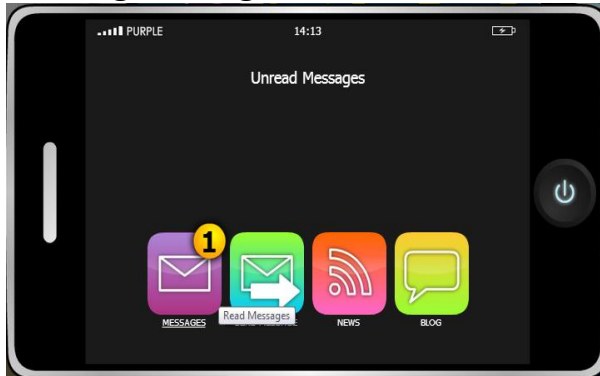 PURPLE 14:13
Unread Messages
1
MESSAGES NEWS BLOG
Read Messages